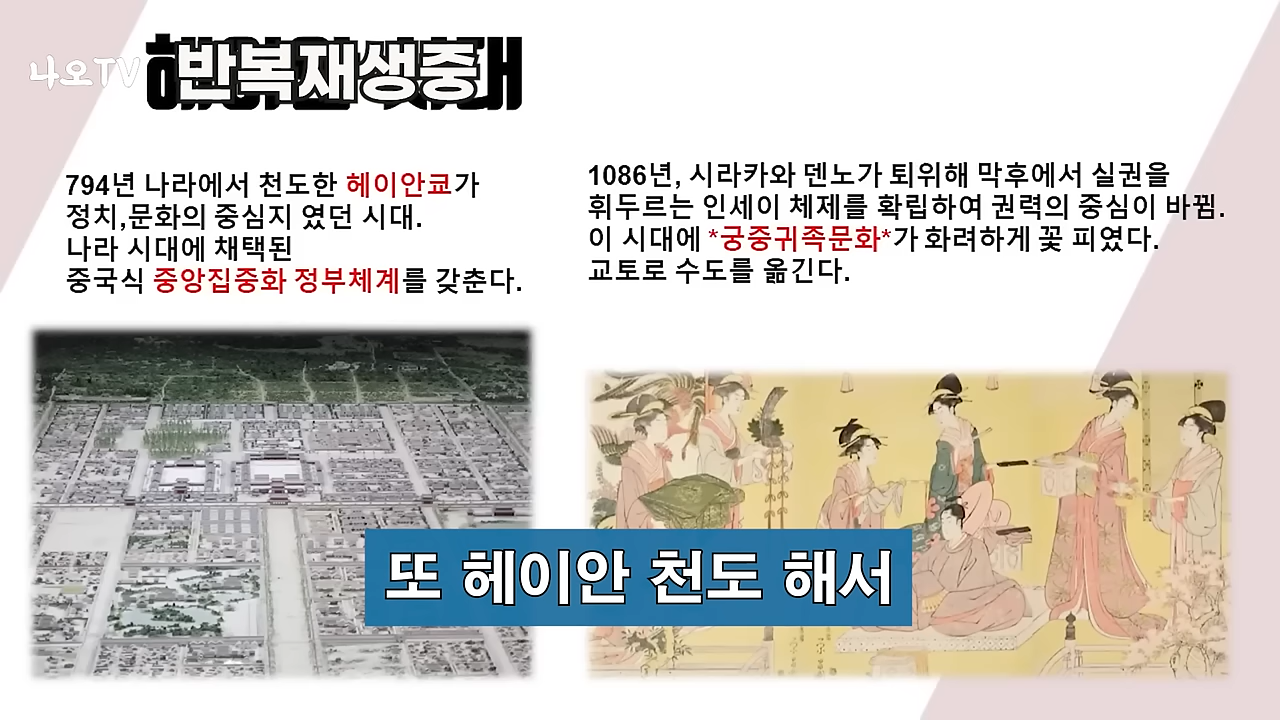 나오TV
반복재생중
794년 나라에서 천도한 헤이안쿄가
정치,문화의 중심지 였던 시대.
나라 시대에 채택된
중국식 중앙집중화 정부체계를 갖춘다.
1086년, 시라카와 덴노가 퇴위해 막후에서 실권을
휘두르는 인세이 체제를 확립하여 권력의 중심이 바뀜.
이 시대에 *궁중귀족문화*가 화려하게 꽃 피였다.
교토로 수도를 옮긴다.
또 헤이안 천도 해서